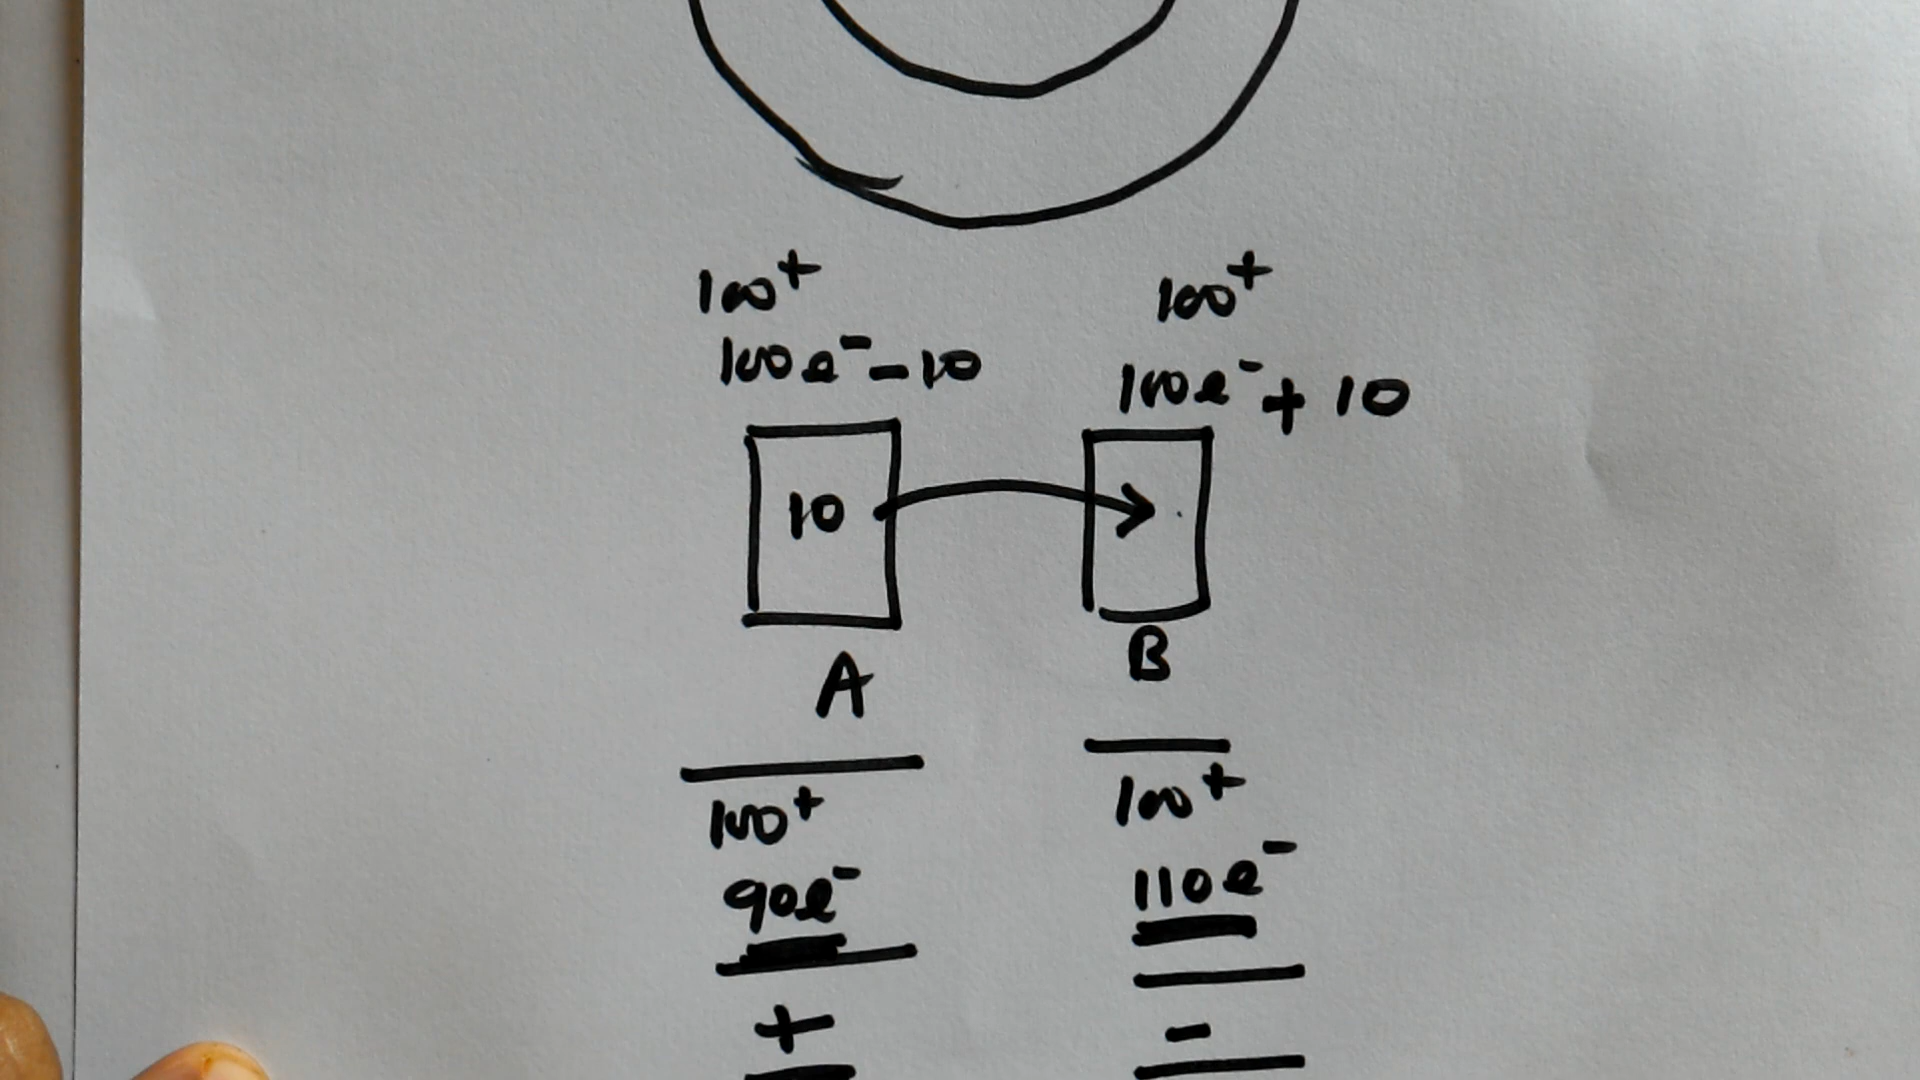 100⁺ 100⁺
100e⁻ - 10 100e⁻ + 10
10
A B
100⁺ 100⁺
90e⁻ 110e⁻
+ -